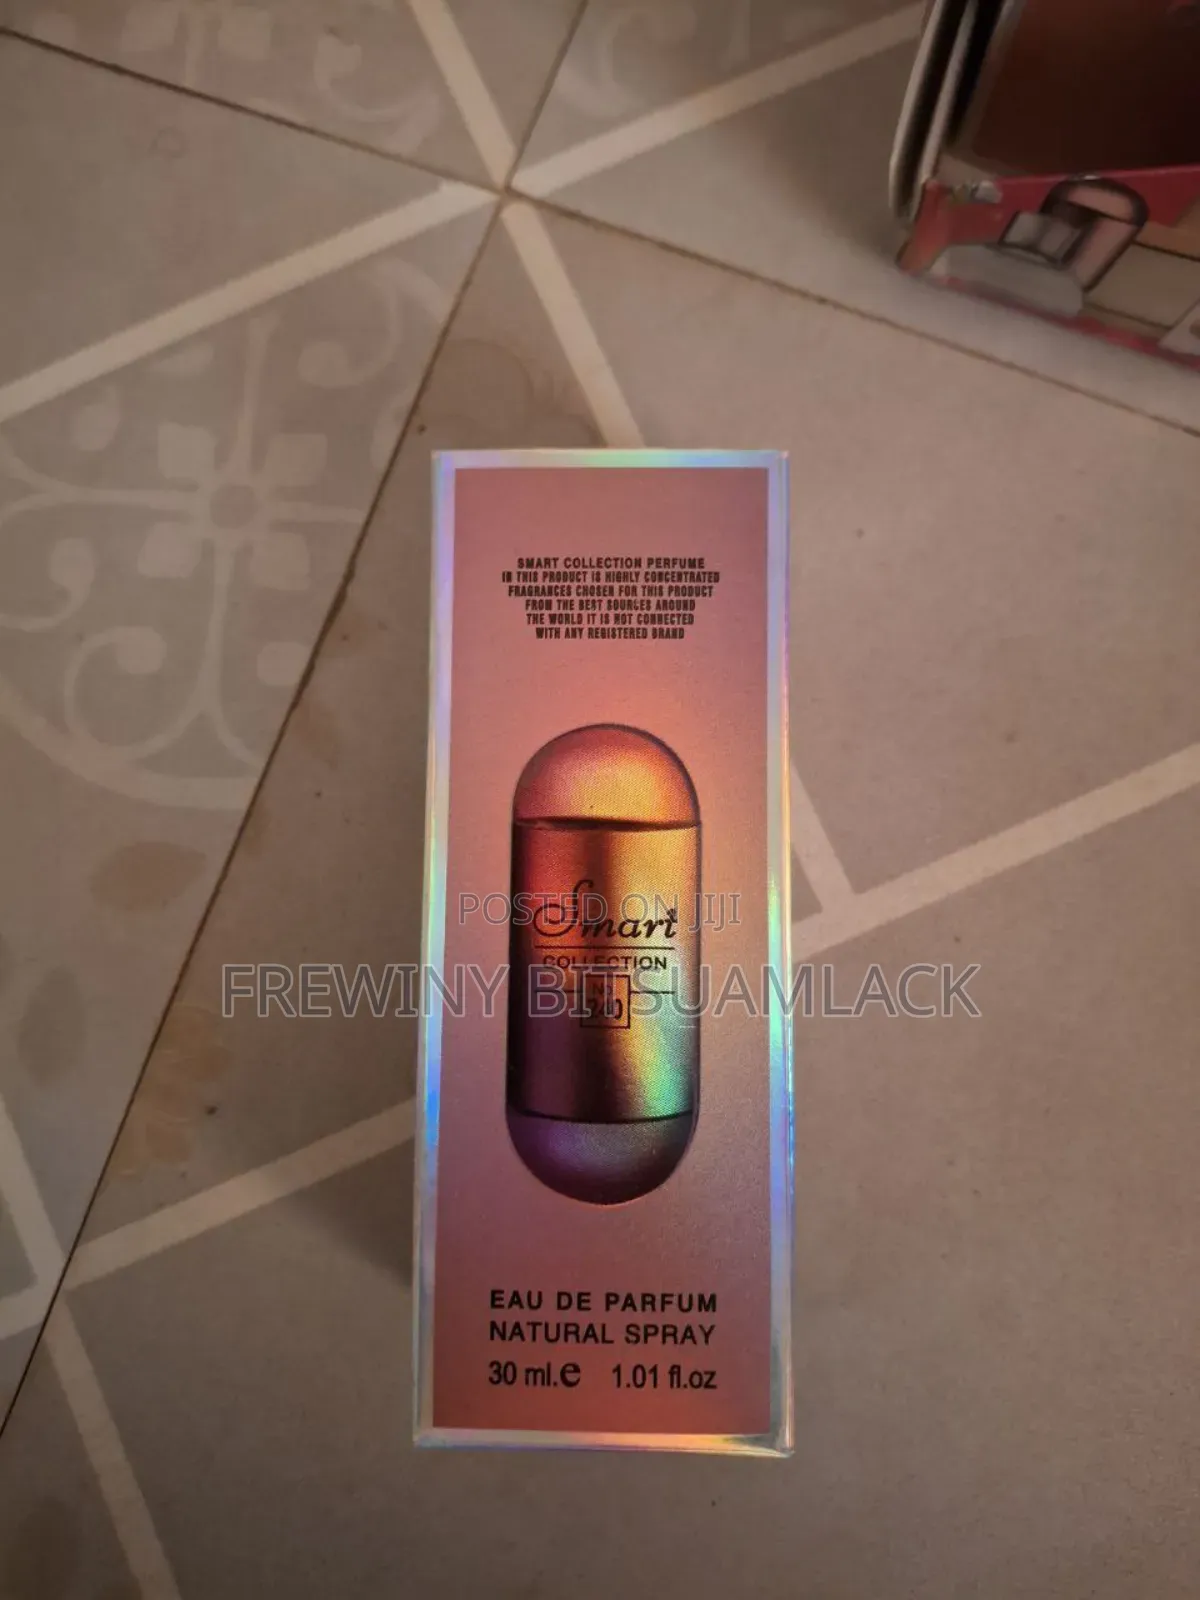 SMART COLLECTION PERFUME
IN THIS PRODUCT IS HIGHLY CONCENTRATED
FRAGRANCES CHOSEN FOR THIS PRODUCT
FROM THE BEST SOURCES AROUND
THE WORLD IT IS NOT CONNECTED
WITH ANY REGISTERED BRAND
POSTED ON JIJI
Smart
COLLECTION
FREWINY BITSUAMLACK
No.
EAU DE PARFUM
NATURAL SPRAY
30 ml.e 1.01 fl.oz